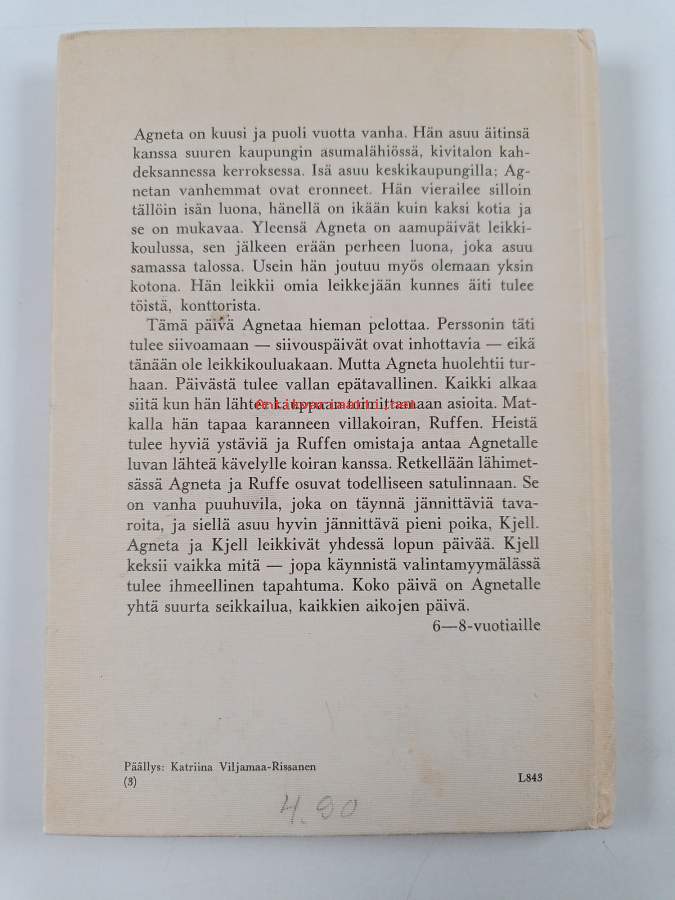 Agneta on kuusi ja puoli vuotta vanha. Hän asuu äitinsä
kanssa suuren kaupungin asumalähiössä, kivitalon kah-
deksannessa kerroksessa. Isä asuu keskikaupungilla; Ag-
netan vanhemmat ovat eronneet. Hän vierailee silloin
tällöin isän luona, hänellä on ikään kuin kaksi kotia ja
se on mukavaa. Yleensä Agneta on aamupäivät leikki-
koulussa, sen jälkeen erään perheen luona, joka asuu
samassa talossa. Usein hän joutuu myös olemaan yksin
kotona. Hän leikkii omia leikkejään kunnes äiti tulee
töistä, konttorista.
Tämä päivä Agnetaa hieman pelottaa. Perssonin täti
tulee siivoamaan — siivouspäivät ovat inhottavia — eikä
tänään ole leikkikouluakaan. Mutta Agneta huolehtii tur-
haan. Päivästä tulee vallan epätavallinen. Kaikki alkaa
siitä kun hän lähtee kauppaan toimittamaan asioita. Mat-
kalla hän tapaa karanneen villakoiran, Ruffen. Heistä
tulee hyviä ystäviä ja Ruffen omistaja antaa Agnetalle
luvan lähteä kävelylle koiran kanssa. Retkellään lähimet-
sässä Agneta ja Ruffe osuvat todelliseen satulinnaan. Se
on vanha puuhuvila, joka on täynnä jännittäviä tava-
roita, ja siellä asuu hyvin jännittävä pieni poika, Kjell.
Agneta ja Kjell leikkivät yhdessä lopun päivää. Kjell
keksii vaikka mitä — jopa käynnistä valintamyymälässä
tulee ihmeellinen tapahtuma. Koko päivä on Agnetalle
yhtä suurta seikkailua, kaikkien aikojen päivä.
6—8-vuotiaille
Päällys: Katriina Viljamaa-Rissanen
(3)
L843
4.90